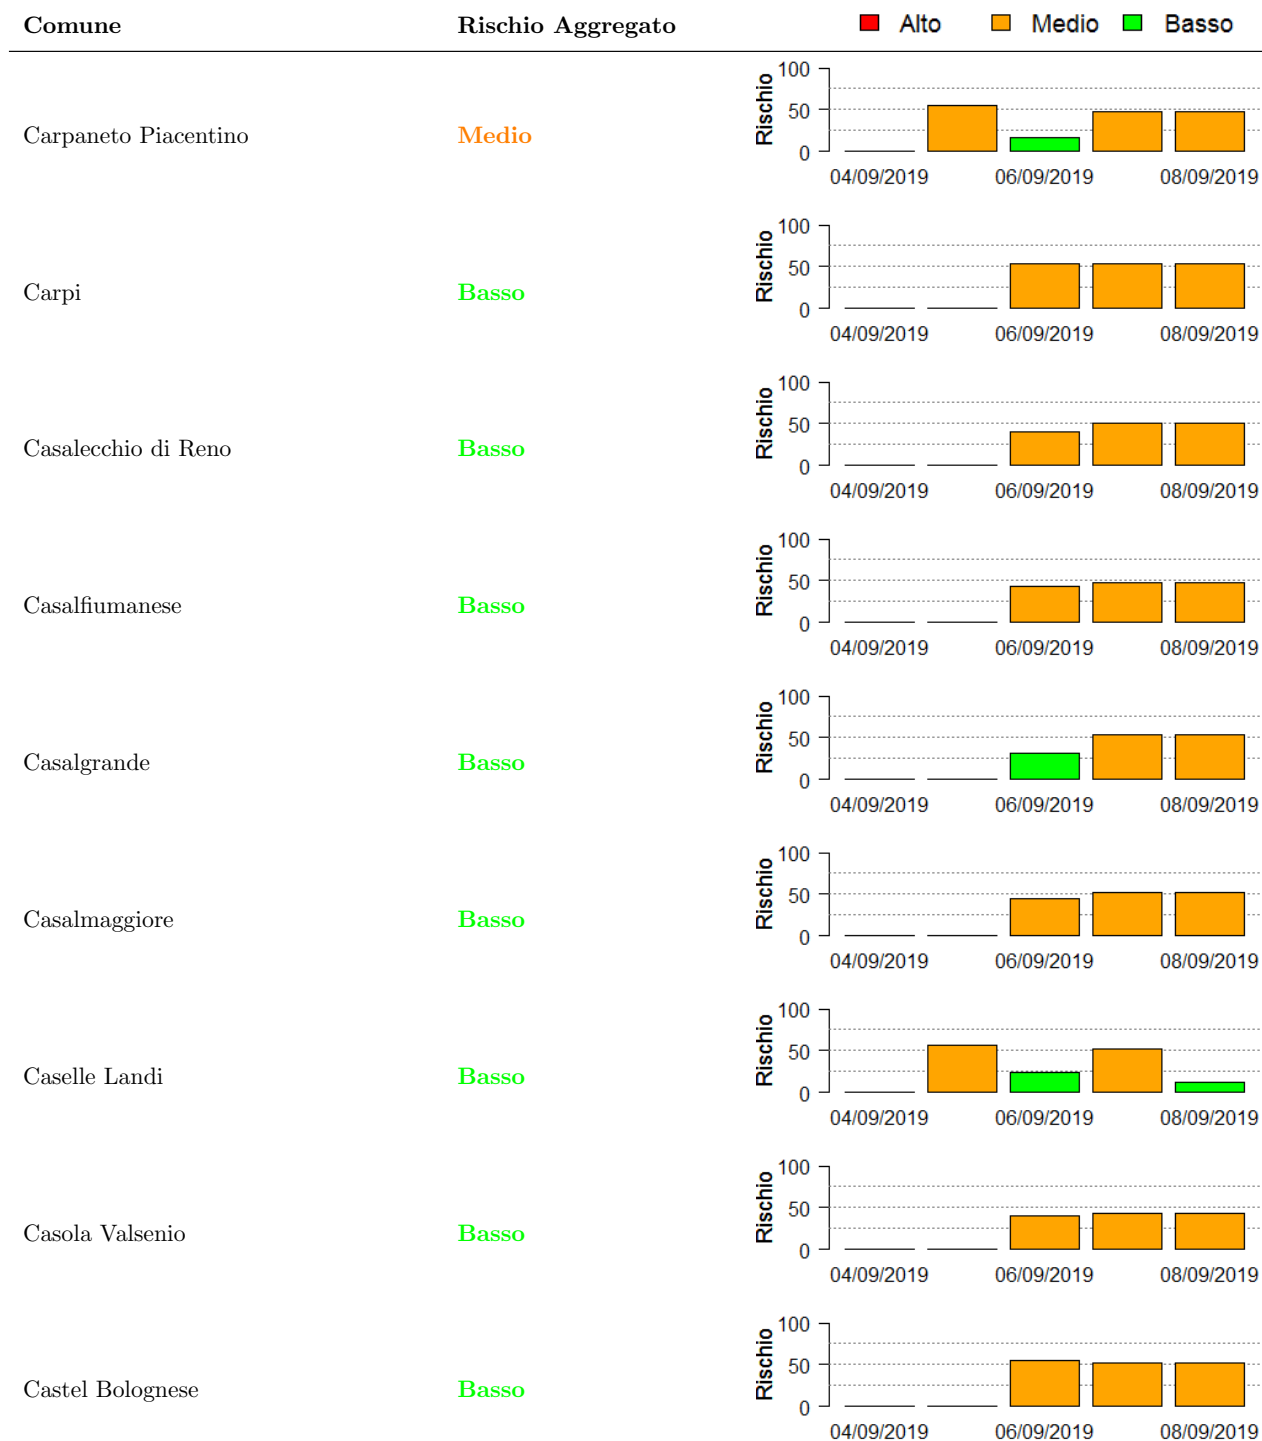 Comune Rischio Aggregato Alto Medio Basso
Carpaneto Piacentino Medio
Rischio
100
50
0
04/09/2019 06/09/2019 08/09/2019
Carpi Basso
Rischio
100
50
0
04/09/2019 06/09/2019 08/09/2019
Casalecchio di Reno Basso
Rischio
100
50
0
04/09/2019 06/09/2019 08/09/2019
Casalfiumanese Basso
Rischio
100
50
0
04/09/2019 06/09/2019 08/09/2019
Casalgrande Basso
Rischio
100
50
0
04/09/2019 06/09/2019 08/09/2019
Casalmaggiore Basso
Rischio
100
50
0
04/09/2019 06/09/2019 08/09/2019
Caselle Landi Basso
Rischio
100
50
0
04/09/2019 06/09/2019 08/09/2019
Casola Valsenio Basso
Rischio
100
50
0
04/09/2019 06/09/2019 08/09/2019
Castel Bolognese Basso
Rischio
100
50
0
04/09/2019 06/09/2019 08/09/2019